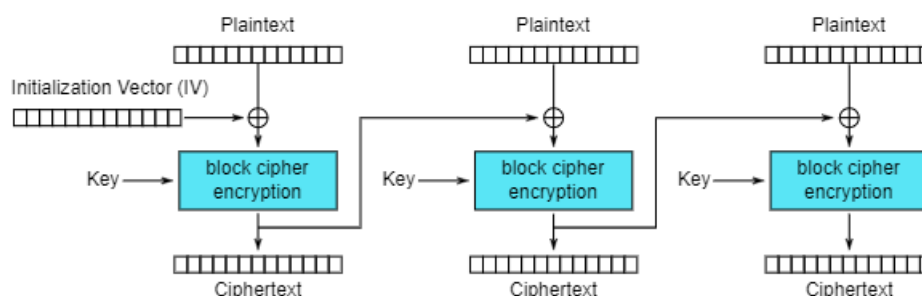 Plaintext Plaintext Plaintext
Initialization Vector (IV)
Key block cipher encryption Key block cipher encryption Key block cipher encryption
Ciphertext Ciphertext Ciphertext